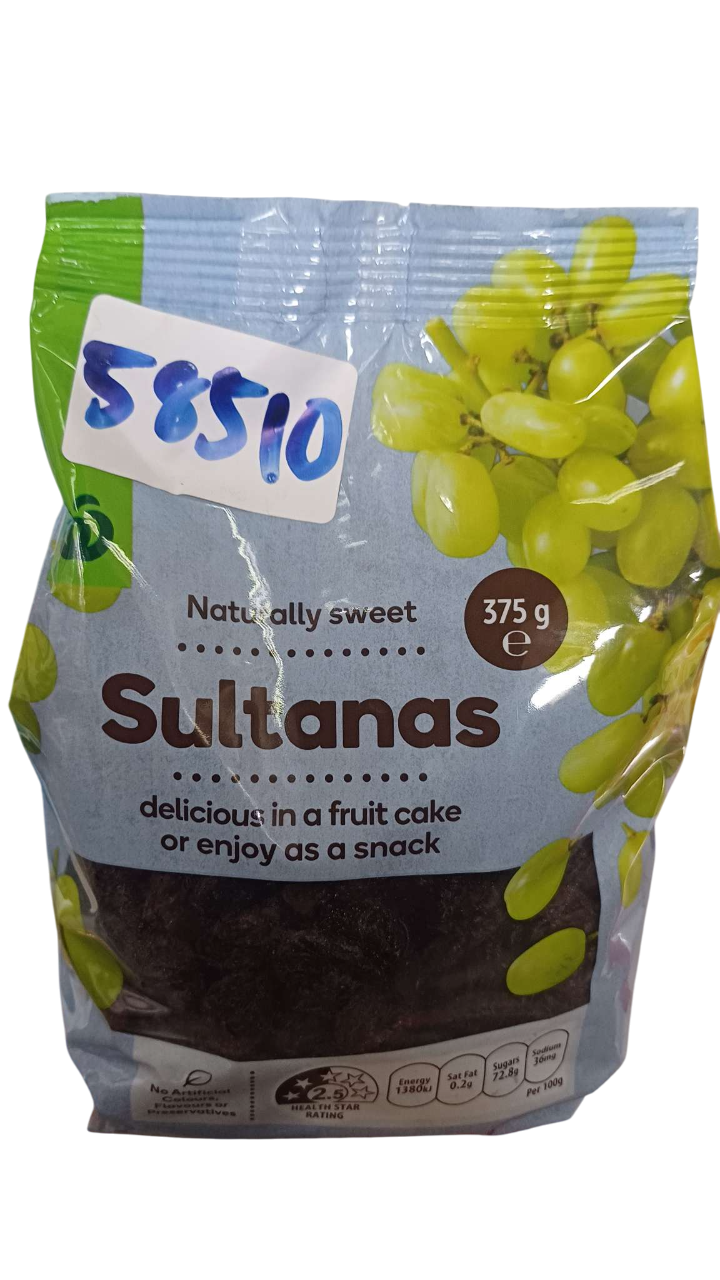 58510
Naturally sweet
375 g
e
Sultanas
delicious in a fruit cake
or enjoy as a snack
No Artificial
Colours,
Flavours or
Preservatives
2.5
HEALTH STAR
RATING
Energy
1380kJ
Sat Fat
0.2g
Sugars
72.8g
Sodium
36mg
Per 100g